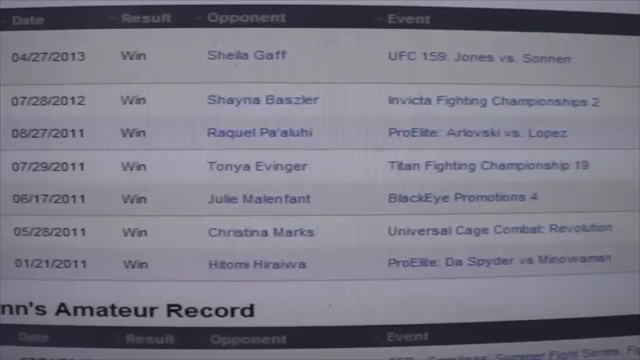 Date Result Opponent Event
04/27/2013 Win Sheila Gaff UFC 159: Jones vs. Sonnen
07/28/2012 Win Shayna Baszler Invicta Fighting Championships 2
08/27/2011 Win Raquel Pa'aluhi ProElite: Arlovski vs. Lopez
07/29/2011 Win Tonya Evinger Titan Fighting Championship 19
06/17/2011 Win Julie Malenfant BlackEye Promotions 4
05/28/2011 Win Christina Marks Universal Cage Combat: Revolution
01/21/2011 Win Hitomi Hiraiwa ProElite: Da Spyder vs Minowaman
nn's Amateur Record
Date Result Opponent Event
Summer Fight Series: